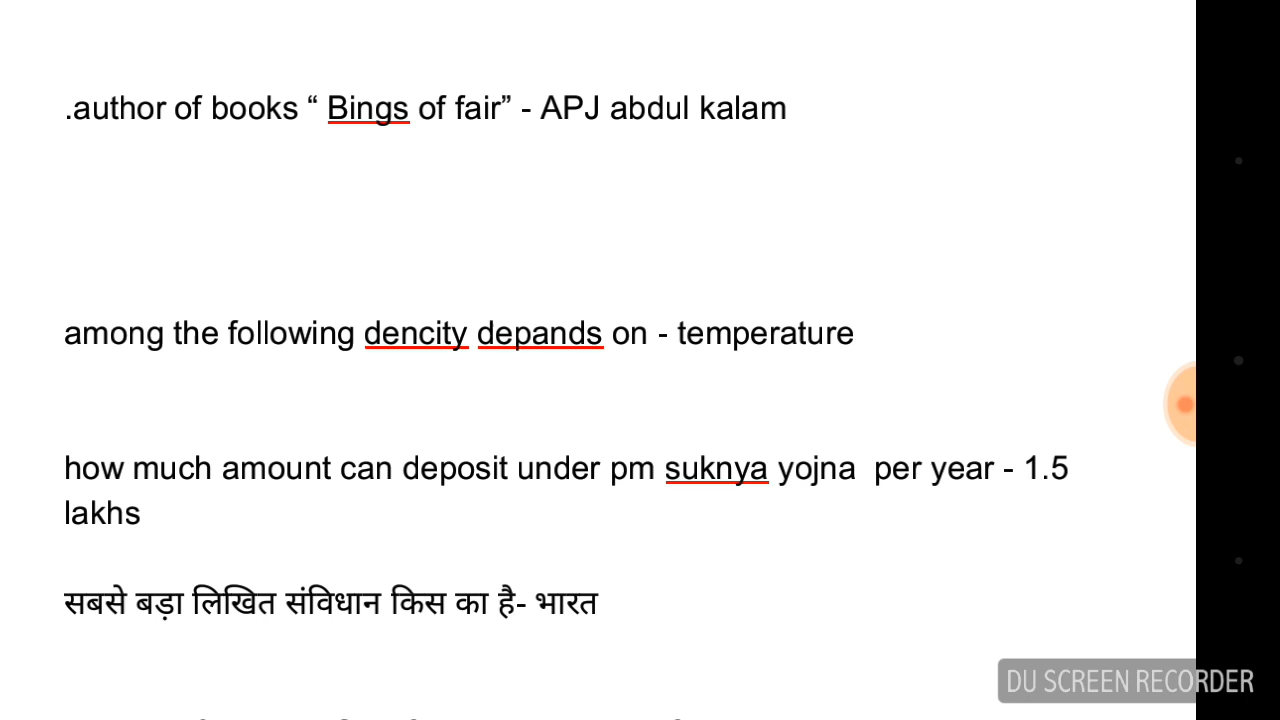 .author of books “ Bings of fair” - APJ abdul kalam
among the following dencity depands on - temperature
how much amount can deposit under pm suknya yojna  per year - 1.5
lakhs
सबसे बड़ा लिखित संविधान किस का है- भारत
DU SCREEN RECORDER